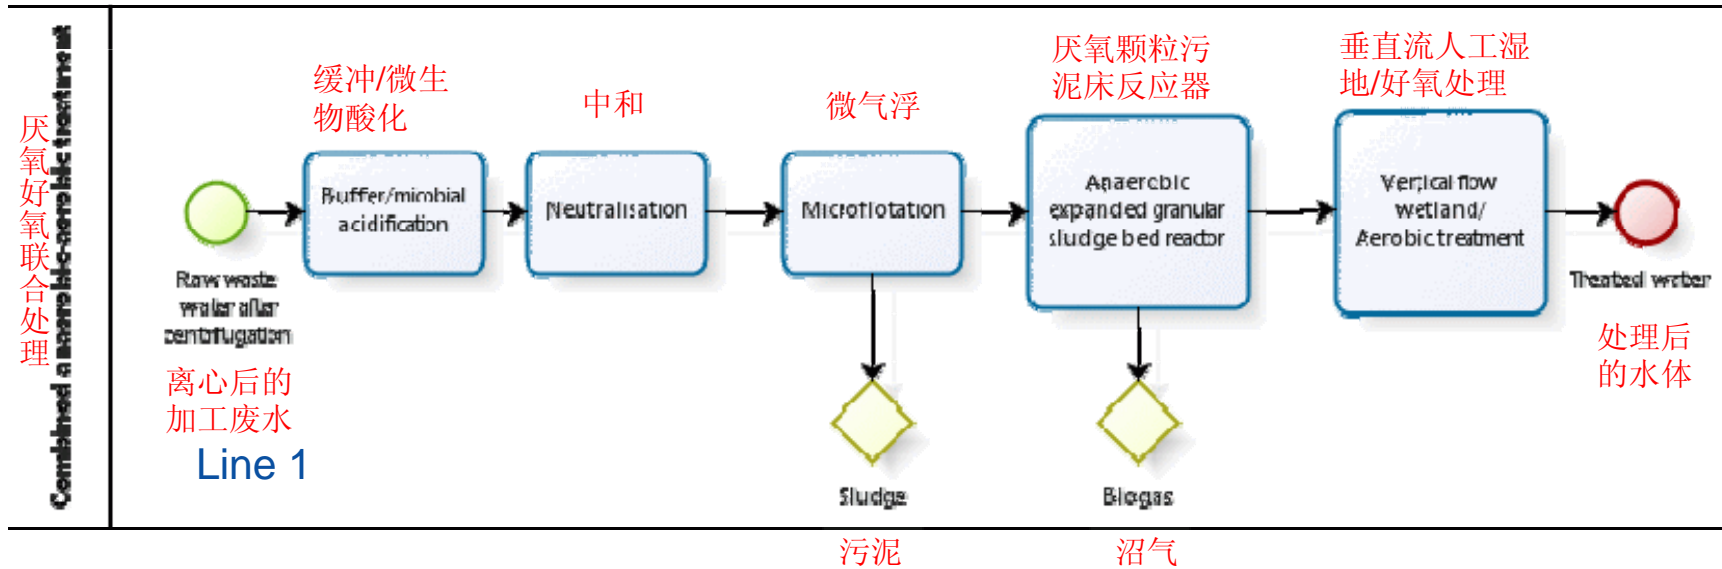 厌氧好氧联合处理
Combined anaerobic-aerobic treatment
缓冲/微生
物酸化
中和
微气浮
厌氧颗粒污
泥床反应器
垂直流人工湿
地/好氧处理
Buffer/micobial
acidification
Neutralisation
Microflotation
Anaerobic
expanded granular
sludge bed reactor
Vertical flow
wetland/
Aerobic treatment
Raw waste
water after
centrifugation
Treated water
离心后的
加工废水
处理后
的水体
Line 1
Sludge
Biogas
污泥
沼气